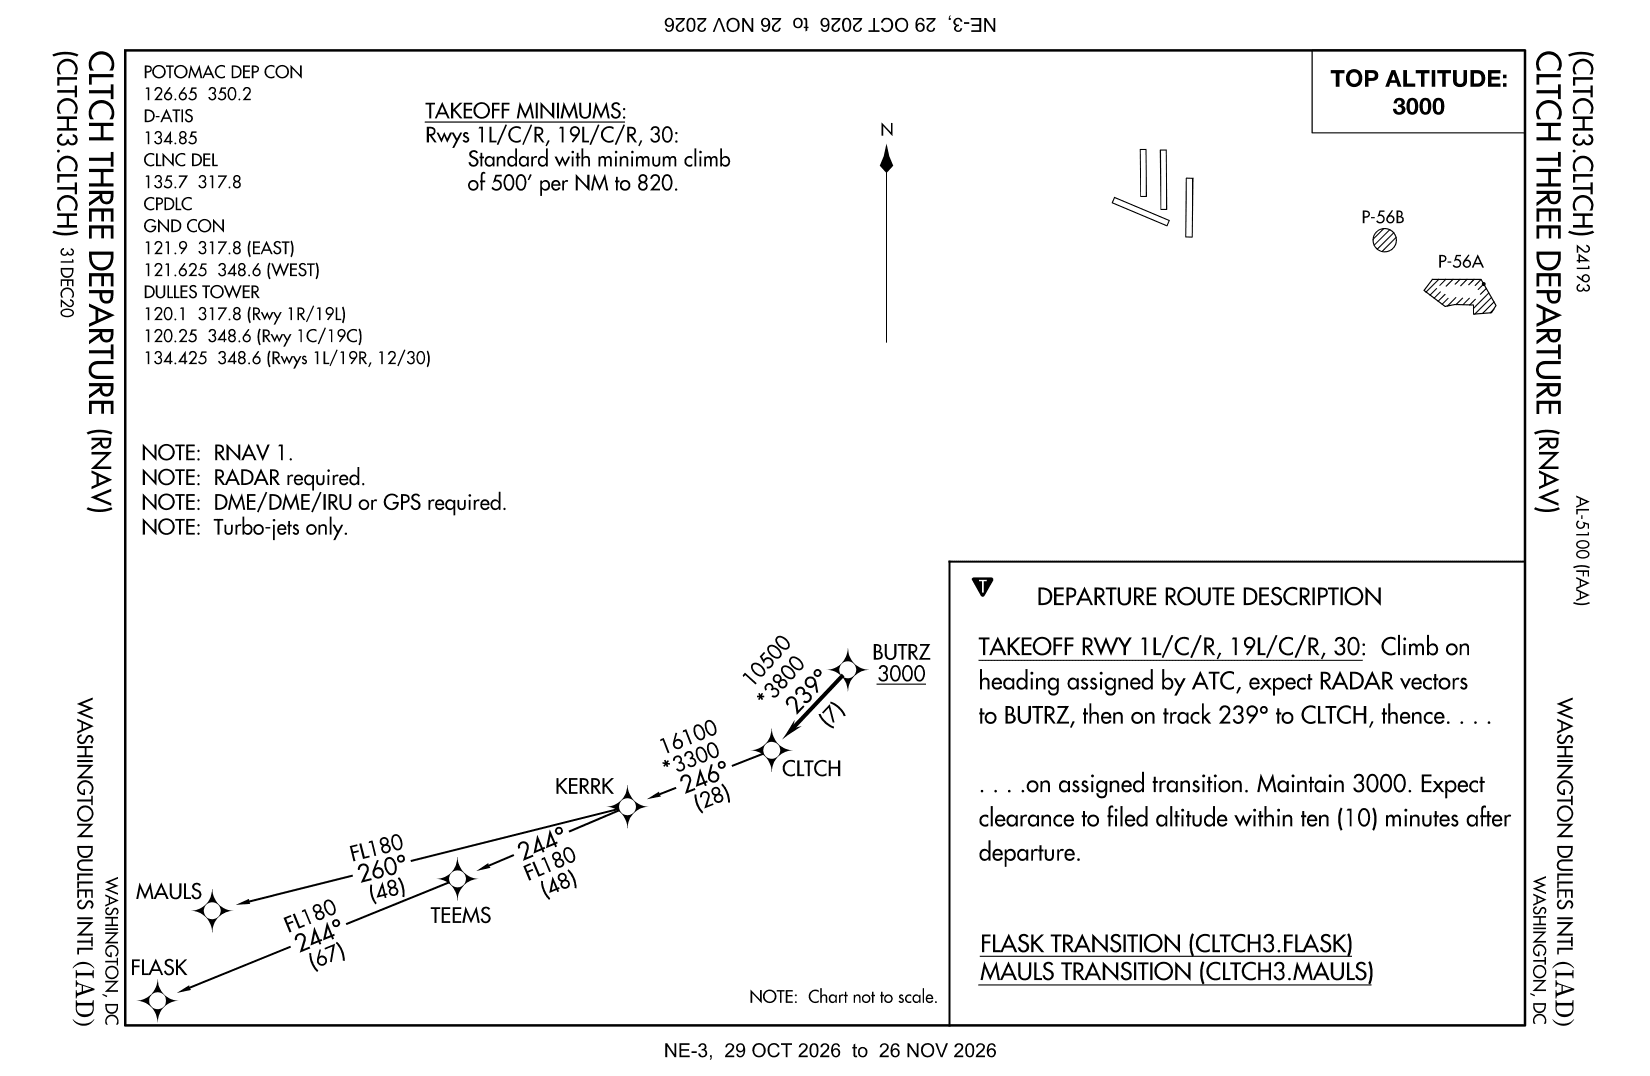 NE-3, 29 OCT 2026 to 26 NOV 2026
(CLTCH3.CLTCH) 31DEC20
CLTCH THREE DEPARTURE (RNAV)
WASHINGTON DULLES INTL (IAD)
WASHINGTON, DC
POTOMAC DEP CON
126.65 350.2
D-ATIS
134.85
CLNC DEL
135.7 317.8
CPDLC
GND CON
121.9 317.8 (EAST)
121.625 348.6 (WEST)
DULLES TOWER
120.1 317.8 (Rwy 1R/19L)
120.25 348.6 (Rwy 1C/19C)
134.425 348.6 (Rwys 1L/19R, 12/30)
TAKEOFF MINIMUMS:
Rwys 1L/C/R, 19L/C/R, 30:
Standard with minimum climb
of 500' per NM to 820.
N
TOP ALTITUDE:
3000
P-56B
P-56A
NOTE: RNAV 1.
NOTE: RADAR required.
NOTE: DME/DME/IRU or GPS required.
NOTE: Turbo-jets only.
BUTRZ
3000
10500
*3800
239°
(7)
CLTCH
16100
*3300
246°
(28)
KERRK
244°
FL180
(48)
FL180
260°
(48)
MAULS
TEEMS
FL180
244°
(67)
FLASK
NOTE: Chart not to scale.
T
DEPARTURE ROUTE DESCRIPTION
TAKEOFF RWY 1L/C/R, 19L/C/R, 30: Climb on
heading assigned by ATC, expect RADAR vectors
to BUTRZ, then on track 239° to CLTCH, thence. . . .
. . . .on assigned transition. Maintain 3000. Expect
clearance to filed altitude within ten (10) minutes after
departure.
FLASK TRANSITION (CLTCH3.FLASK)
MAULS TRANSITION (CLTCH3.MAULS)
(CLTCH3.CLTCH) 24193
AL-5100 (FAA)
CLTCH THREE DEPARTURE (RNAV)
WASHINGTON DULLES INTL (IAD)
WASHINGTON, DC
NE-3, 29 OCT 2026 to 26 NOV 2026